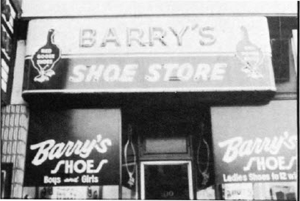 BARRY'S
SHOE STORE
Barry's
SHOES
Boys and Girls
Barry's
SHOES
Ladies Shoes to 12